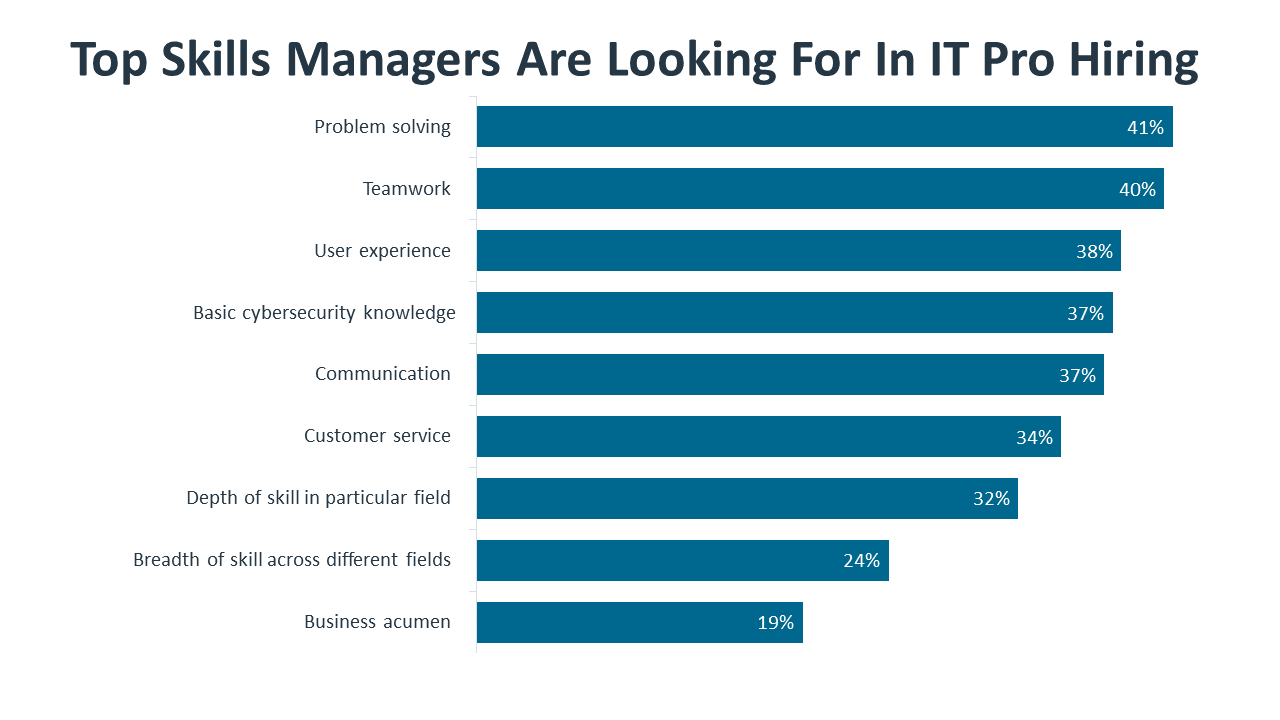 Top Skills Managers Are Looking For In IT Pro Hiring
Problem solving 41%
Teamwork 40%
User experience 38%
Basic cybersecurity knowledge 37%
Communication 37%
Customer service 34%
Depth of skill in particular field 32%
Breadth of skill across different fields 24%
Business acumen 19%